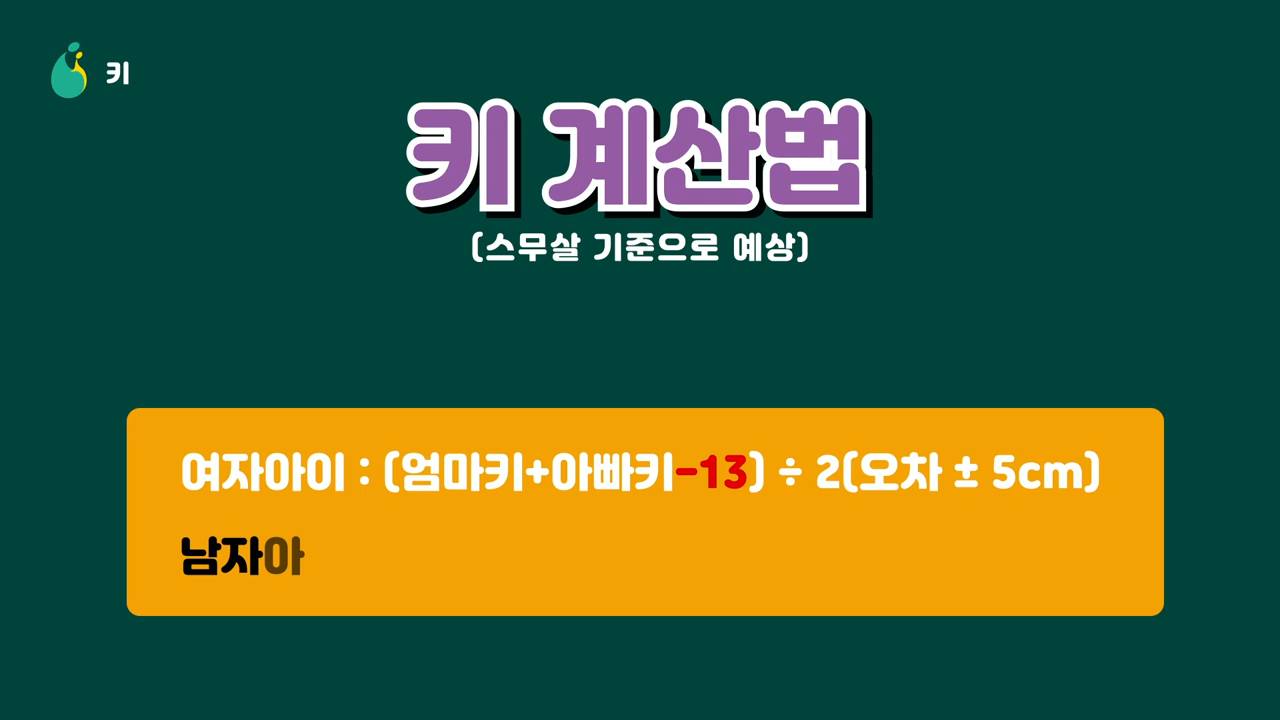 키
키 계산법
(스무살 기준으로 예상)
여자아이 : (엄마키+아빠키-13) ÷ 2(오차 ± 5cm)
남자아